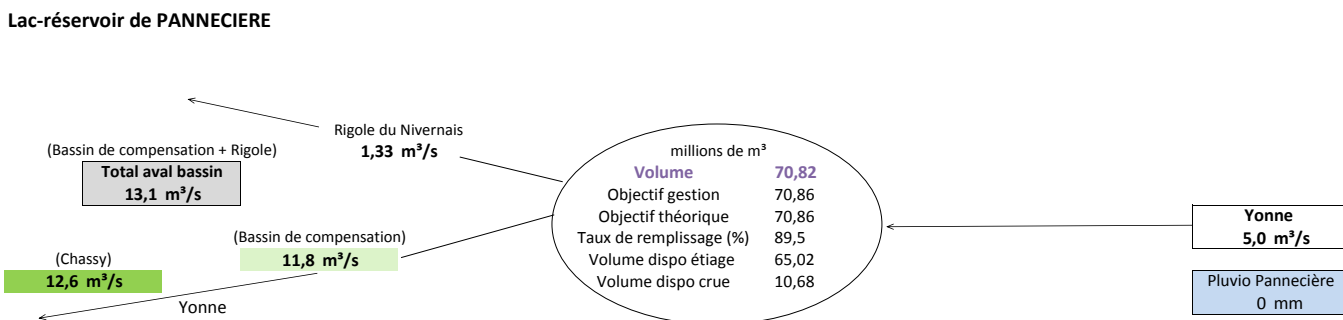 Lac-réservoir de PANNECIERE
Rigole du Nivernais
1,33 m³/s
(Bassin de compensation + Rigole)
Total aval bassin
13,1 m³/s
millions de m³
Volume 70,82
Objectif gestion 70,86
Objectif théorique 70,86
Taux de remplissage (%) 89,5
Volume dispo étiage 65,02
Volume dispo crue 10,68
Yonne
5,0 m³/s
(Bassin de compensation)
11,8 m³/s
(Chassy)
12,6 m³/s
Yonne
Pluvio Pannecière
0 mm